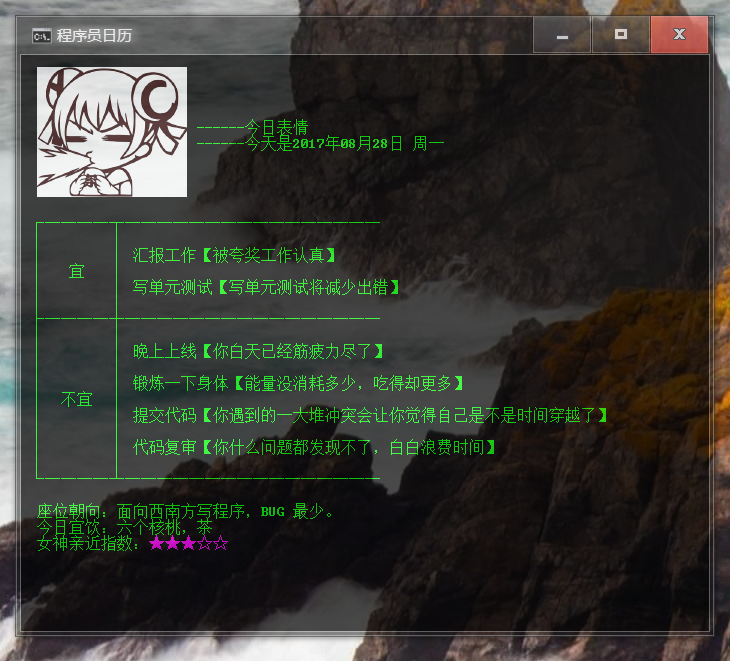 程序员日历
------今日表情
------今天是2017年08月28日 周一
宜
汇报工作【被夸奖工作认真】
写单元测试【写单元测试将减少出错】
不宜
晚上上线【你白天已经筋疲力尽了】
锻炼一下身体【能量没消耗多少，吃得却更多】
提交代码【你遇到的一大堆冲突会让你觉得自己是不是时间穿越了】
代码复审【你什么问题都发现不了，白白浪费时间】
座位朝向：面向西南方写程序，BUG 最少。
今日宜饮：六个核桃，茶
女神亲近指数：★★★☆☆